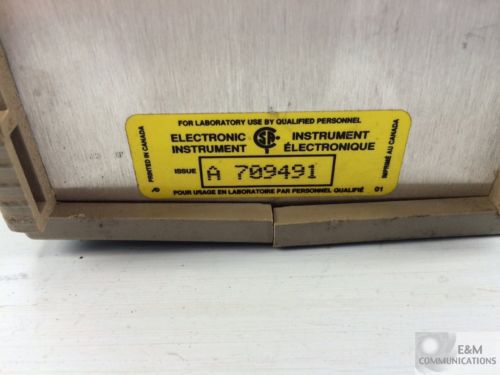 FOR LABORATORY USE BY QUALIFIED PERSONNEL
PRINTED IN CANADA
ELECTRONIC INSTRUMENT
INSTRUMENT ÉLECTRONIQUE
ISSUE A 709491
POUR USAGE EN LABORATOIRE PAR PERSONNEL QUALIFIÉ 01
IMPRIMÉ AU CANADA
E&M
COMMUNICATIONS